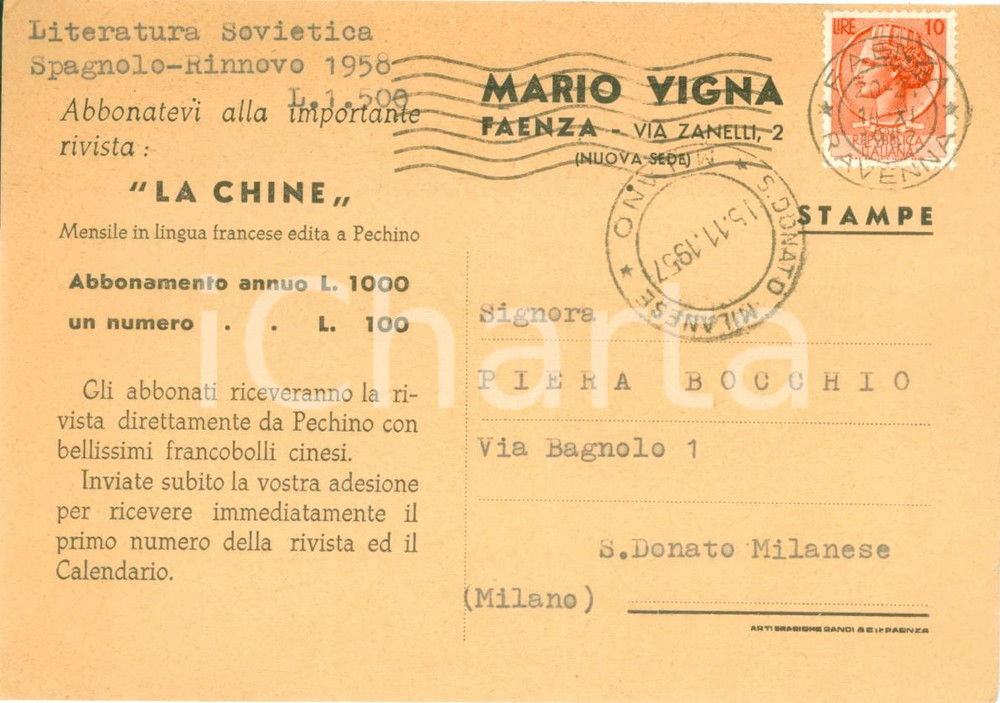 Literatura Sovietica
Spagnolo-Rinnovo 1958
L.1.500
Abbonatevi alla importante
rivista :
"LA CHINE„
Mensile in lingua francese edita a Pechino
Abbonamento annuo L. 1000
un numero . . L. 100
Gli abbonati riceveranno la ri-
vista direttamente da Pechino con
bellissimi francobolli cinesi.
Inviate subito la vostra adesione
per ricevere immediatamente il
primo numero della rivista ed il
Calendario.
MARIO VIGNA
FAENZA - VIA ZANELLI, 2
(NUOVA SEDE)
LIRE 10
REPUBBLICA
ITALIANA
FAENZA
RAVENNA
STAMPE
S.DONATO MILANESE
MILANO
15.11.1957
Signora
PIERA BOCCHIO
Via Bagnolo 1
S.Donato Milanese
(Milano)
iCharta